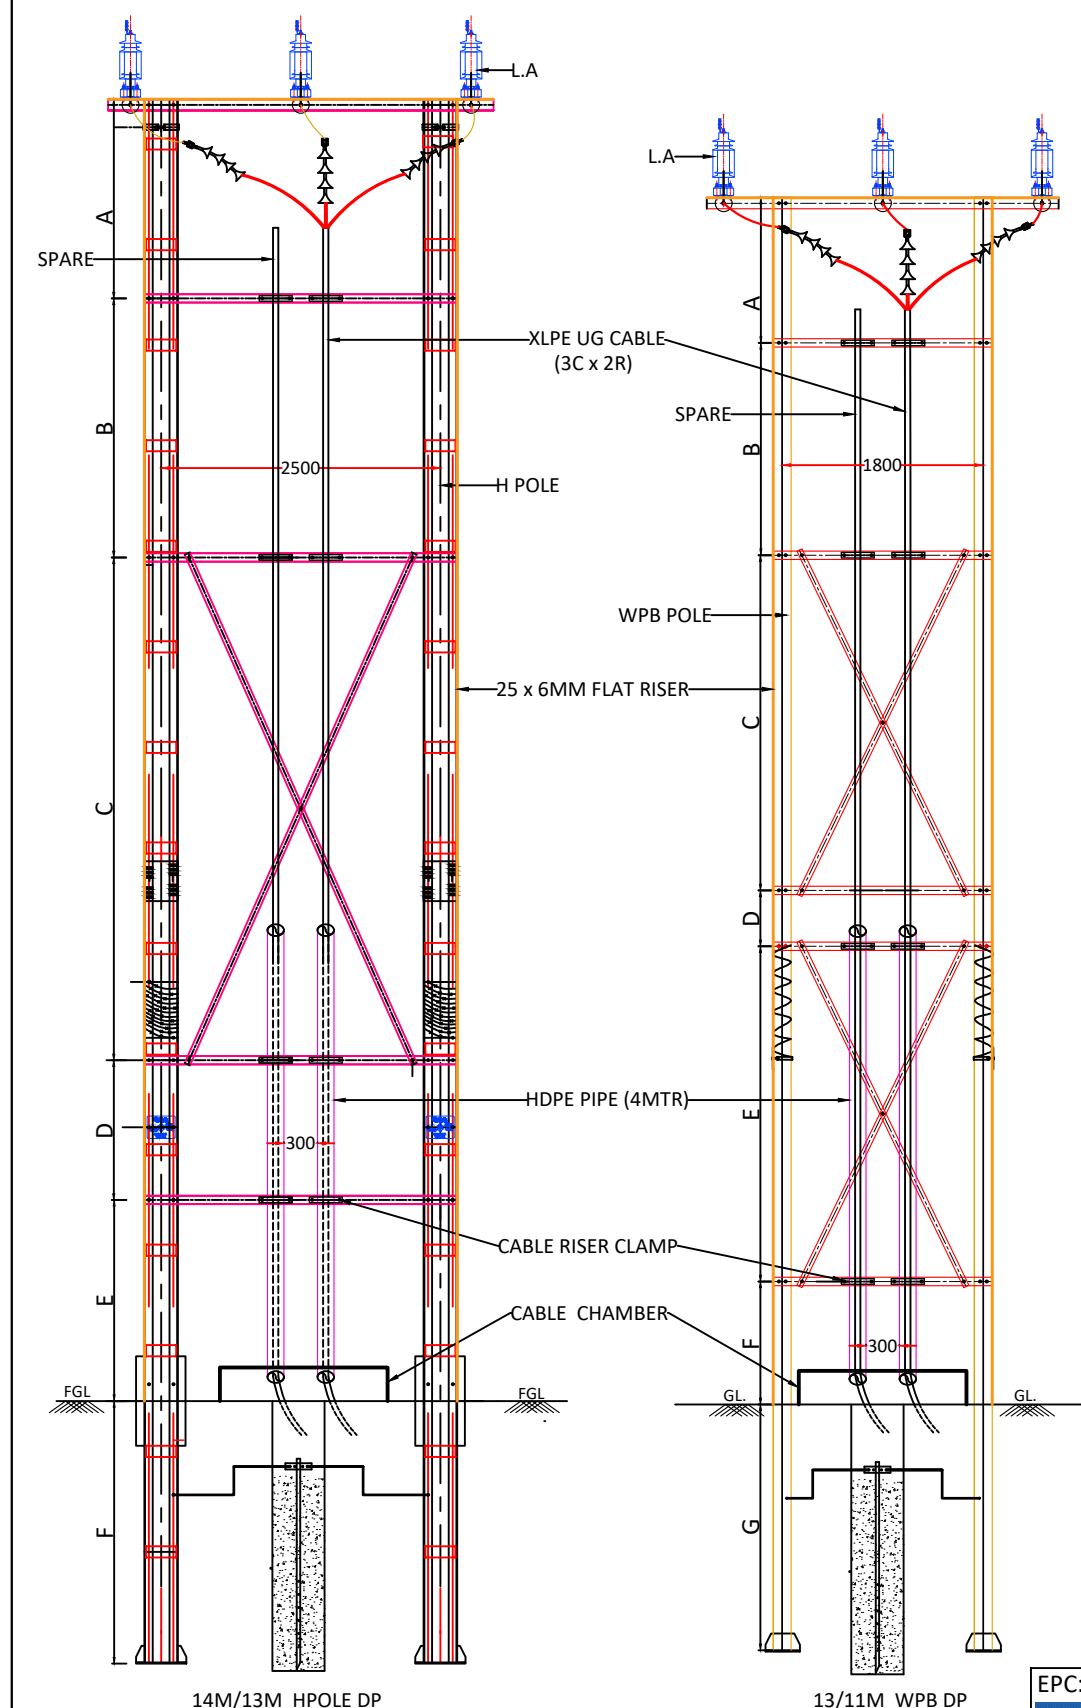 L.A
L.A
A
SPARE
A
XLPE UG CABLE
(3C x 2R)
SPARE
B
B
2500
1800
H POLE
WPB POLE
25 x 6MM FLAT RISER
C
C
D
E
HDPE PIPE (4MTR)
D
300
CABLE RISER CLAMP
E
CABLE CHAMBER
F
300
FGL
FGL
GL.
GL.
F
G
14M/13M HPOLE DP
13/11M WPB DP
EPC: